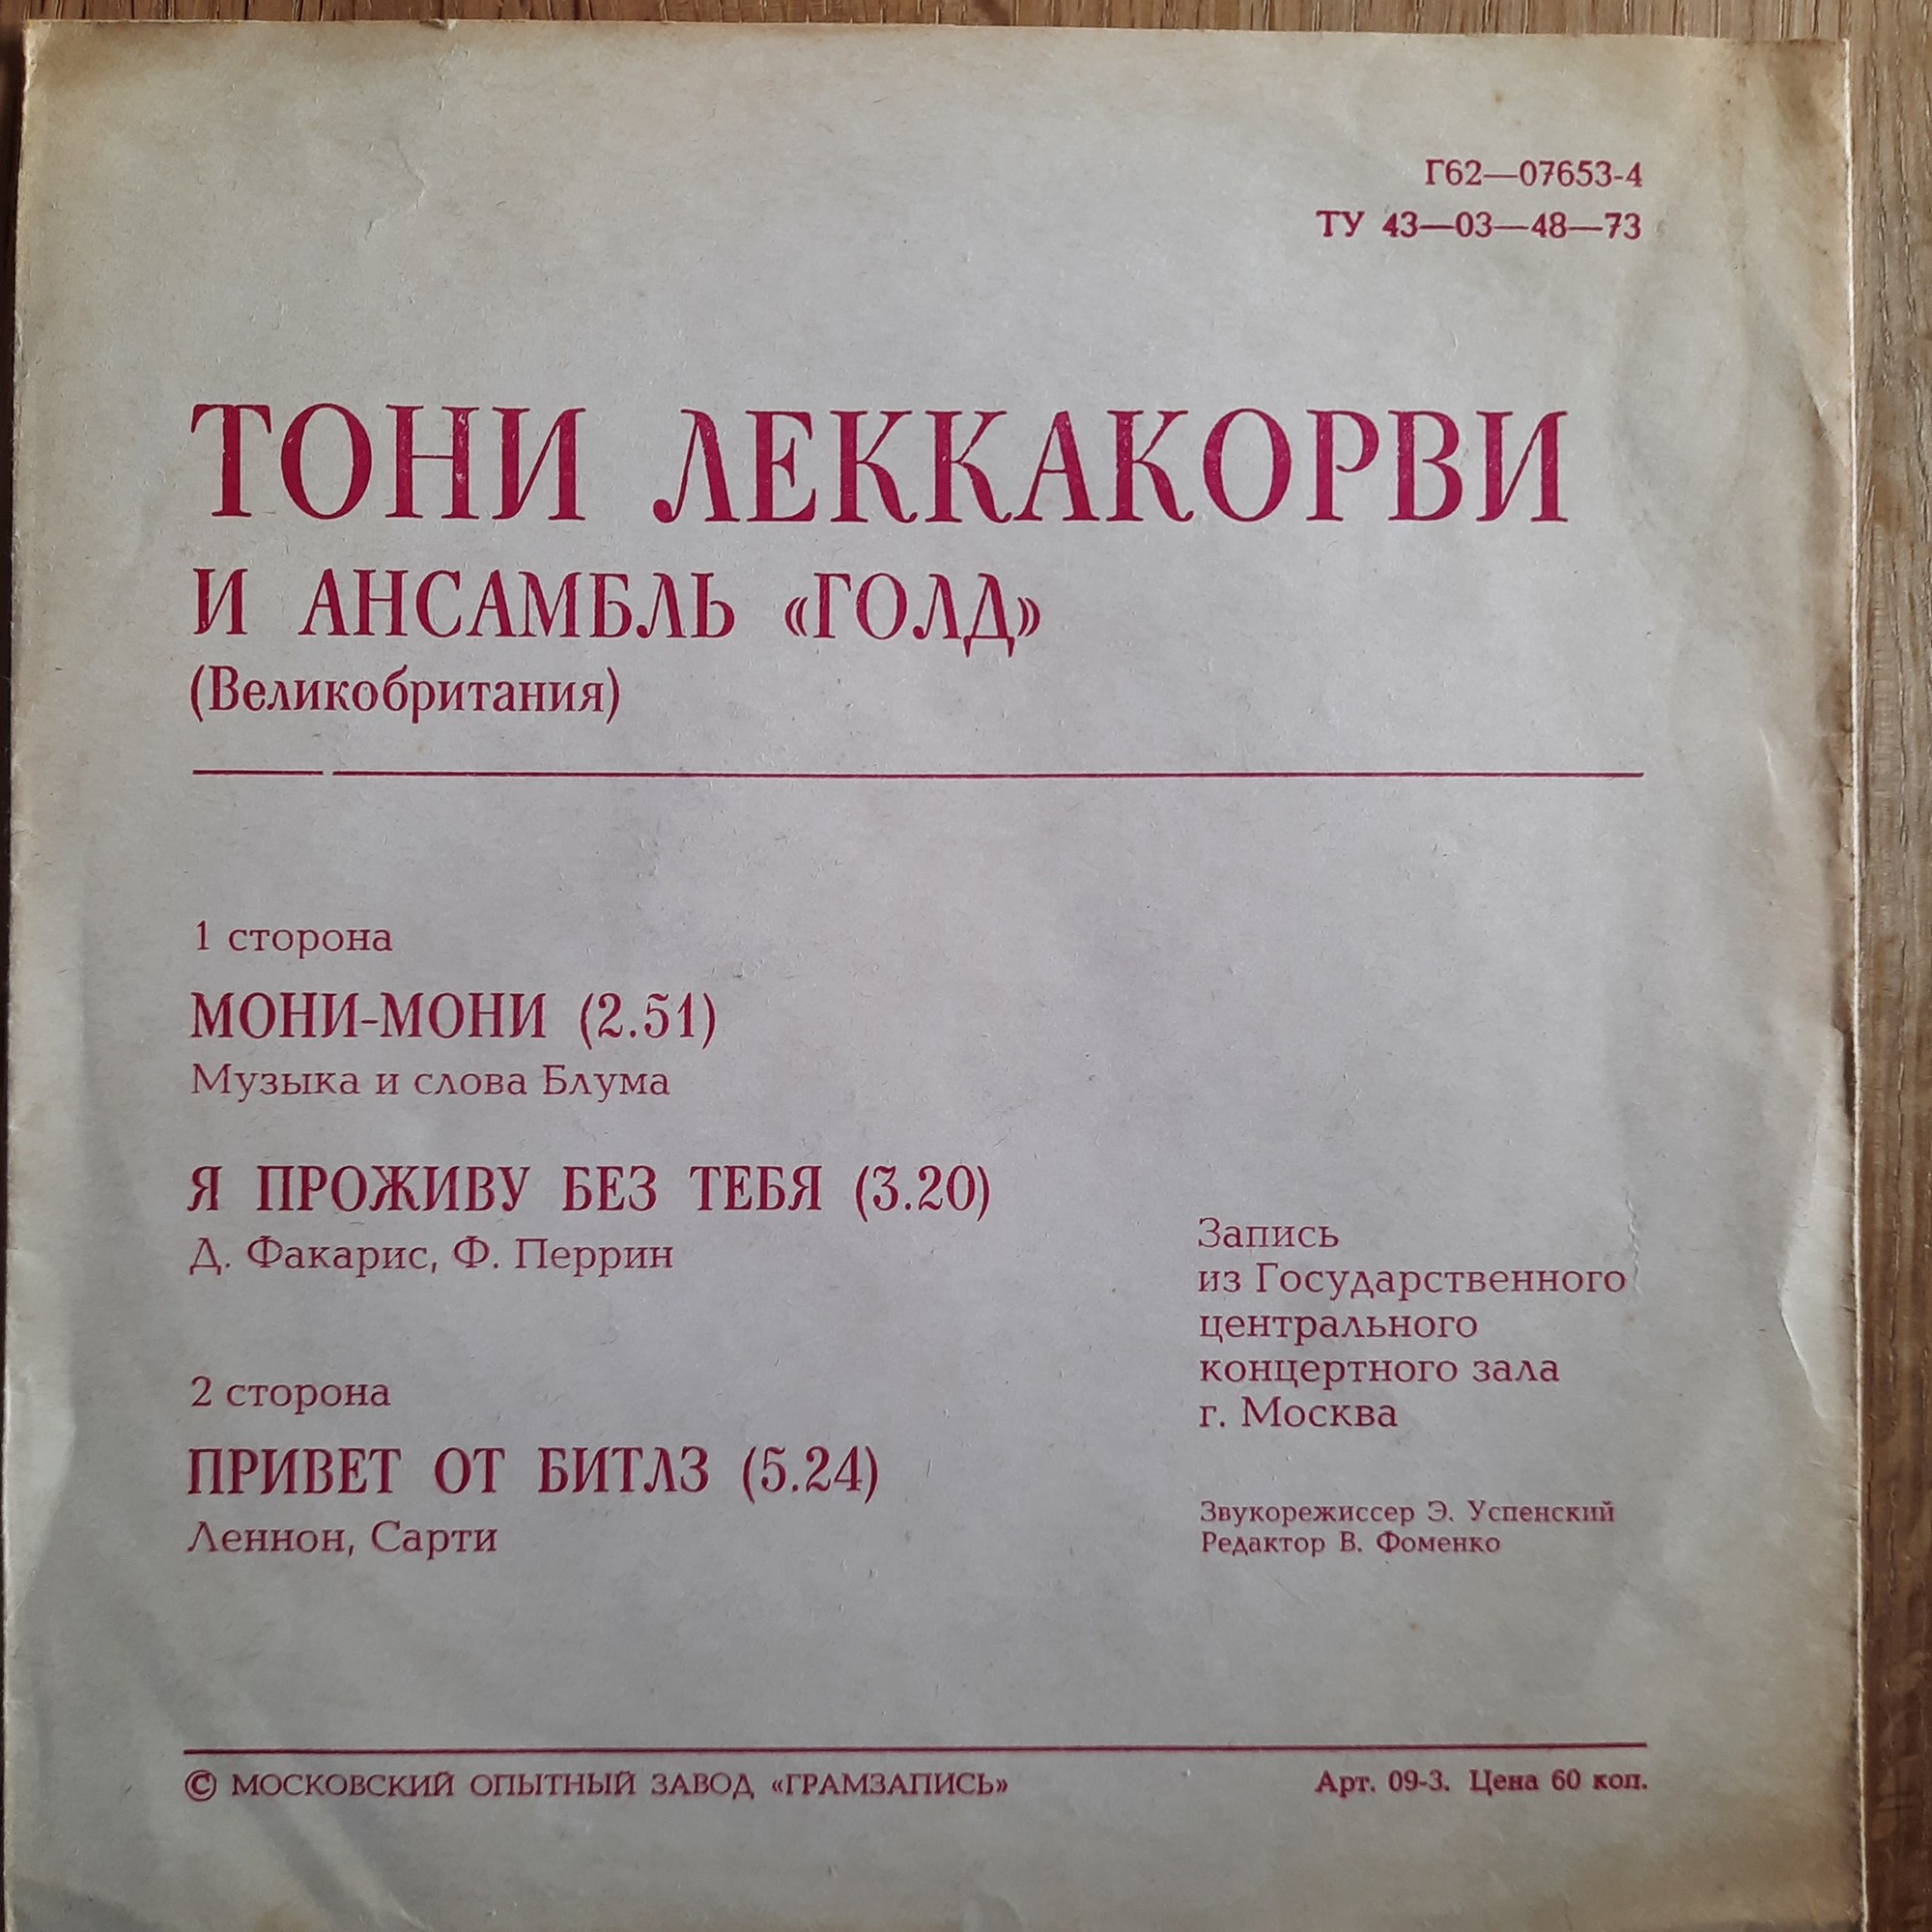 Г62—07653-4
ТУ 43—03—48—73
ТОНИ ЛЕККАКОРВИ
И АНСАМБЛЬ «ГОЛД»
(Великобритания)
1 сторона
МОНИ-МОНИ (2.51)
Музыка и слова Блума
Я ПРОЖИВУ БЕЗ ТЕБЯ (3.20)
Д. Факарис, Ф. Перрин
2 сторона
ПРИВЕТ ОТ БИТЛЗ (5.24)
Леннон, Сарти
Запись
из Государственного
центрального
концертного зала
г. Москва
Звукорежиссер Э. Успенский
Редактор В. Фоменко
© МОСКОВСКИЙ ОПЫТНЫЙ ЗАВОД «ГРАМЗАПИСЬ»
Арт. 09-3. Цена 60 коп.